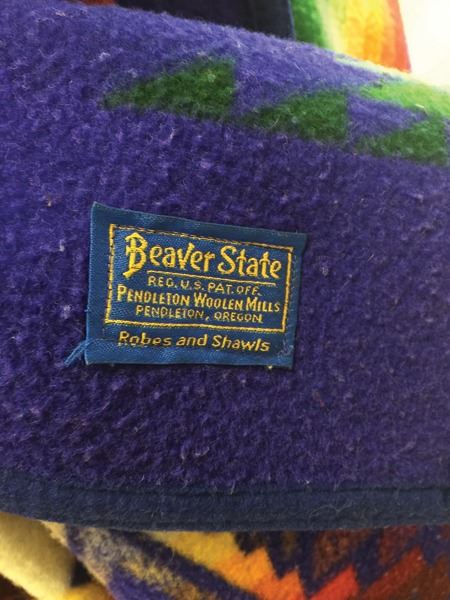 Beaver State
REG. U.S. PAT. OFF.
PENDLETON WOOLEN MILLS
PENDLETON, OREGON
Robes and Shawls